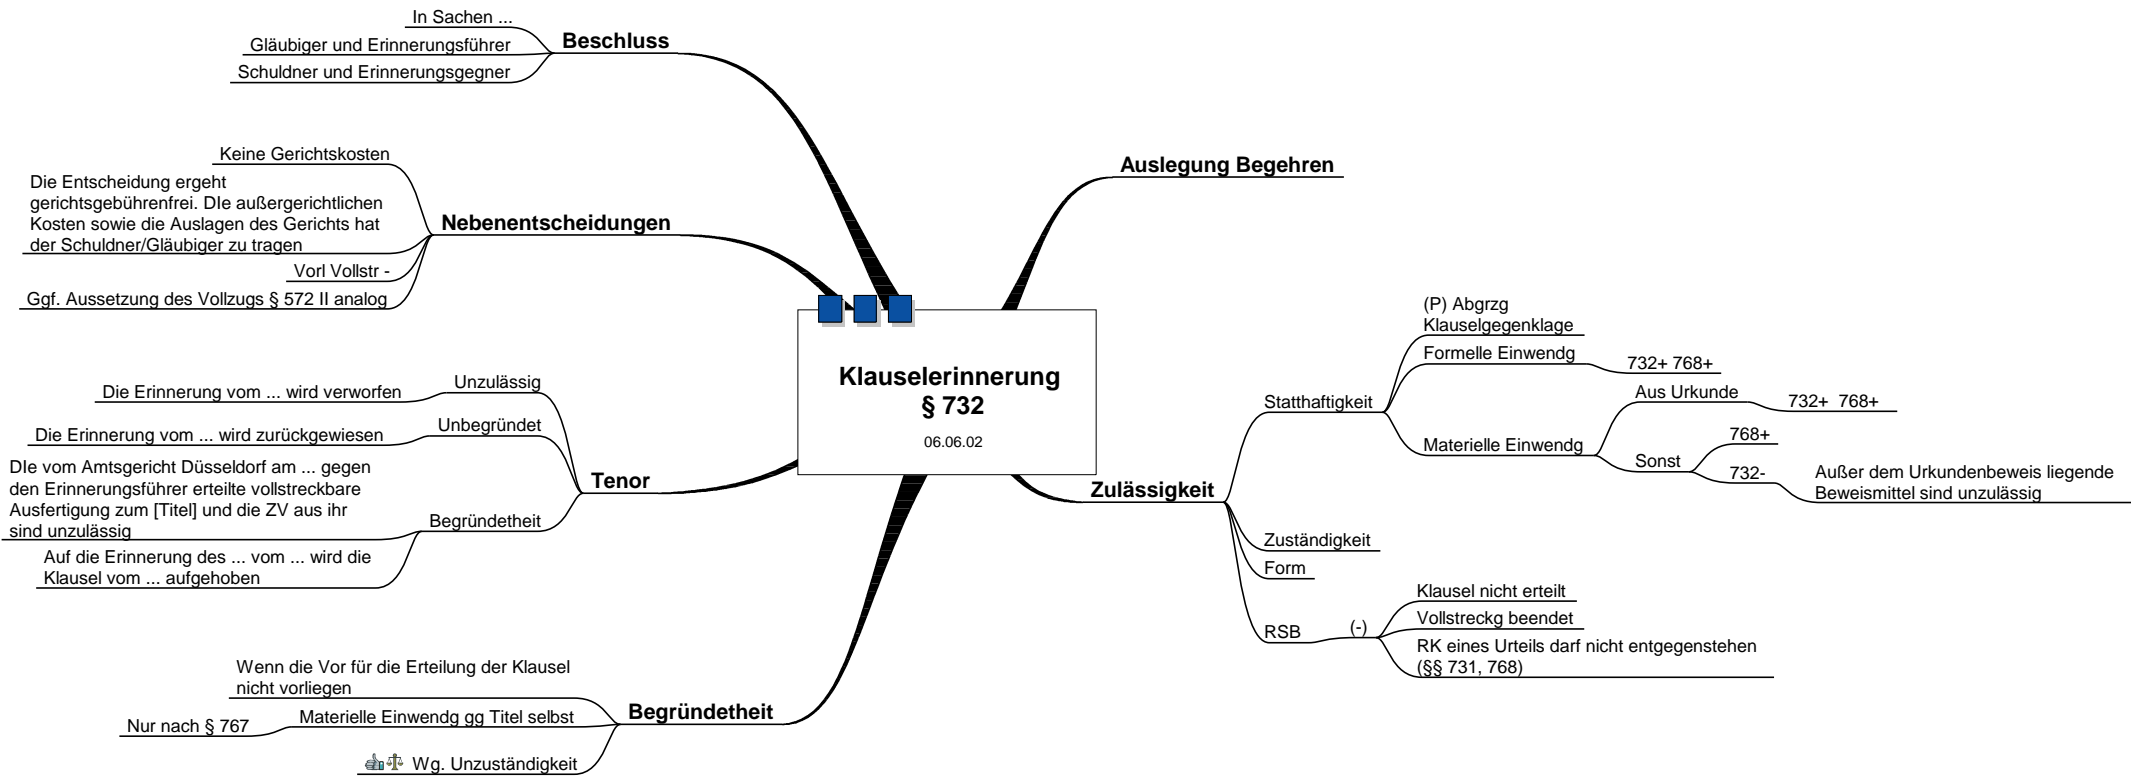 Klauselerinnerung
§ 732
06.06.02
Auslegung Begehren
Zulässigkeit
Statthaftigkeit
(P) Abgrzg
Klauselgegenklage
Formelle Einwendg
732+ 768+
Materielle Einwendg
Aus Urkunde
732+  768+
Sonst
768+
732-
Außer dem Urkundenbeweis liegende
Beweismittel sind unzulässig
Zuständigkeit
Form
RSB
(-)
Klausel nicht erteilt
Vollstreckg beendet
RK eines Urteils darf nicht entgegenstehen
(§§ 731, 768)
Begründetheit
Wenn die Vor für die Erteilung der Klausel
nicht vorliegen
Materielle Einwendg gg Titel selbst
Nur nach § 767
Wg. Unzuständigkeit
Tenor
Unzulässig
Die Erinnerung vom ... wird verworfen
Unbegründet
Die Erinnerung vom ... wird zurückgewiesen
Begründetheit
DIe vom Amtsgericht Düsseldorf am ... gegen
den Erinnerungsführer erteilte vollstreckbare
Ausfertigung zum [Titel] und die ZV aus ihr
sind unzulässig
Auf die Erinnerung des ... vom ... wird die
Klausel vom ... aufgehoben
Nebenentscheidungen
Keine Gerichtskosten
Die Entscheidung ergeht
gerichtsgebührenfrei. DIe außergerichtlichen
Kosten sowie die Auslagen des Gerichts hat
der Schuldner/Gläubiger zu tragen
Vorl Vollstr -
Ggf. Aussetzung des Vollzugs § 572 II analog
Beschluss
In Sachen ...
Gläubiger und Erinnerungsführer
Schuldner und Erinnerungsgegner